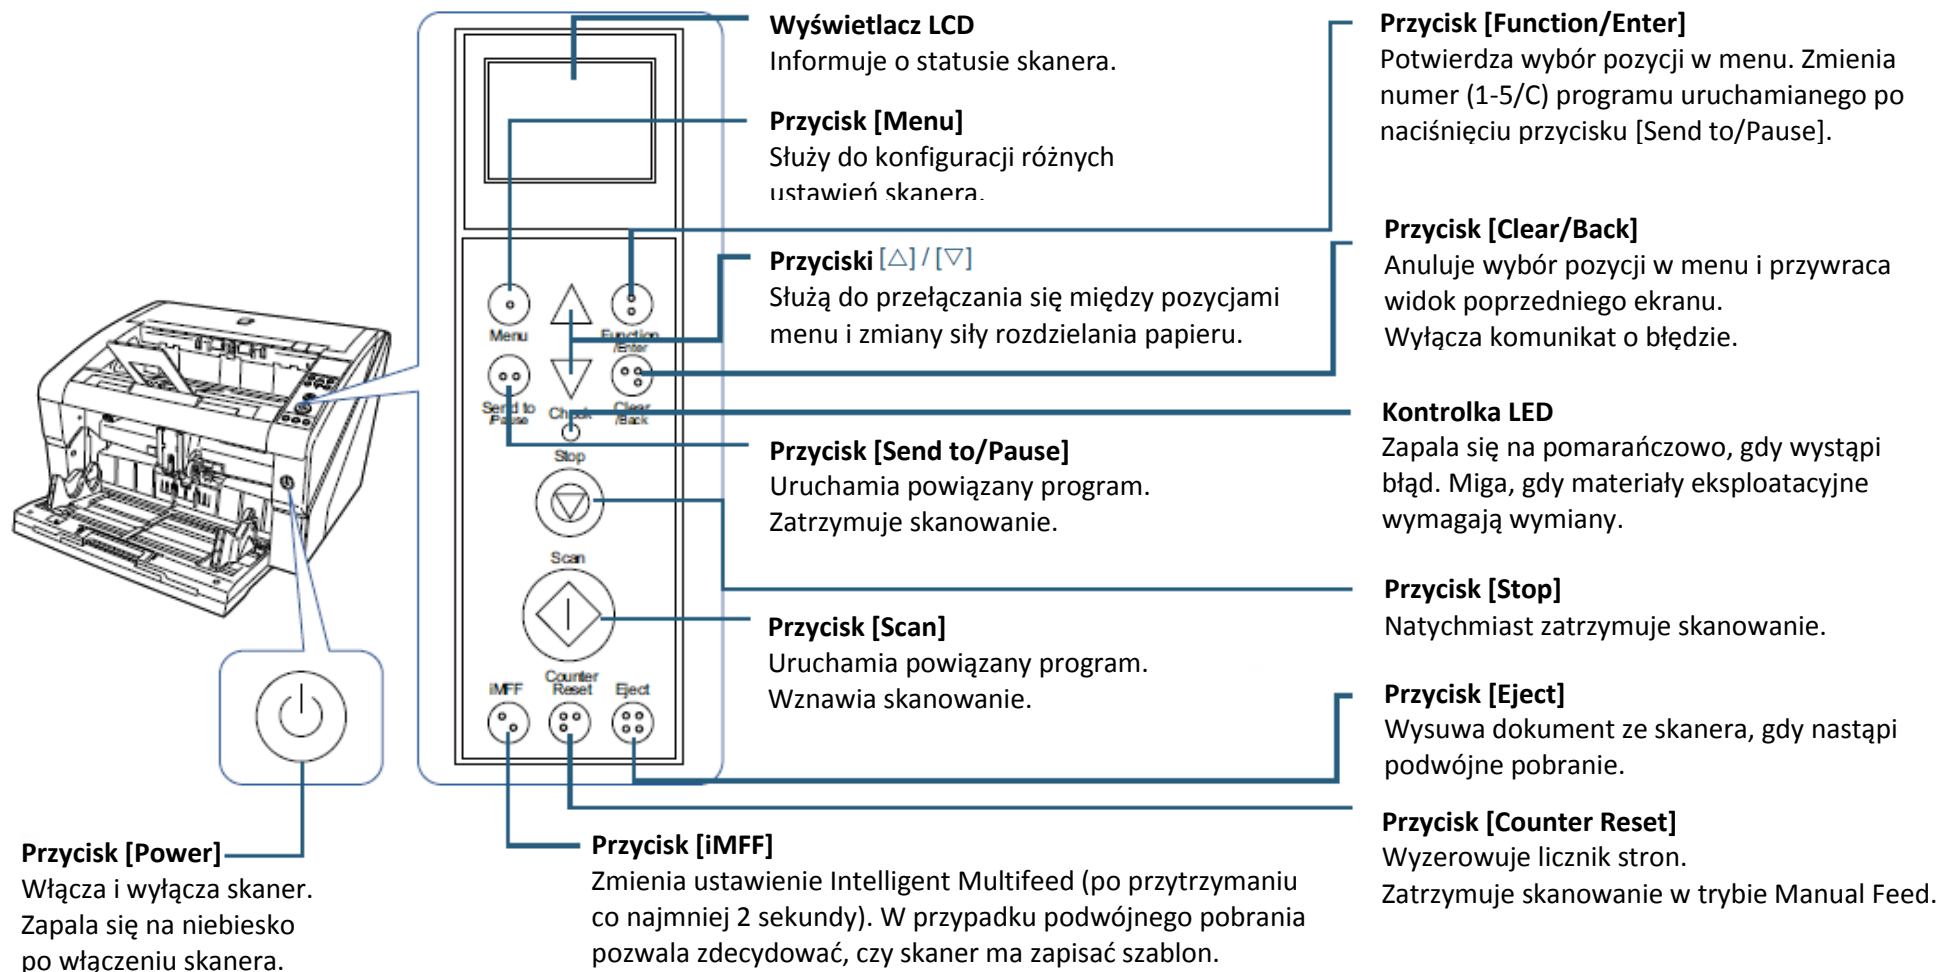 Wyświetlacz LCD
Informuje o statusie skanera.
Przycisk [Menu]
Służy do konfiguracji różnych
ustawień skanera.
Przyciski [△] / [▽]
Służą do przełączania się między pozycjami
menu i zmiany siły rozdzielania papieru.
Przycisk [Send to/Pause]
Uruchamia powiązany program.
Zatrzymuje skanowanie.
Przycisk [Scan]
Uruchamia powiązany program.
Wznawia skanowanie.
Przycisk [Function/Enter]
Potwierdza wybór pozycji w menu. Zmienia
numer (1-5/C) programu uruchamianego po
naciśnięciu przycisku [Send to/Pause].
Przycisk [Clear/Back]
Anuluje wybór pozycji w menu i przywraca
widok poprzedniego ekranu.
Wyłącza komunikat o błędzie.
Kontrolka LED
Zapala się na pomarańczowo, gdy wystąpi
błąd. Miga, gdy materiały eksploatacyjne
wymagają wymiany.
Przycisk [Stop]
Natychmiast zatrzymuje skanowanie.
Przycisk [Eject]
Wysuwa dokument ze skanera, gdy nastąpi
podwójne pobranie.
Przycisk [Counter Reset]
Wyzerowuje licznik stron.
Zatrzymuje skanowanie w trybie Manual Feed.
Menu
Function
/Enter
Send to
/Pause
Check
Clear
/Back
Stop
Scan
iMFF
Counter
Reset
Eject
Przycisk [Power]
Włącza i wyłącza skaner.
Zapala się na niebiesko
po włączeniu skanera.
Przycisk [iMFF]
Zmienia ustawienie Intelligent Multifeed (po przytrzymaniu
co najmniej 2 sekundy). W przypadku podwójnego pobrania
pozwala zdecydować, czy skaner ma zapisać szablon.